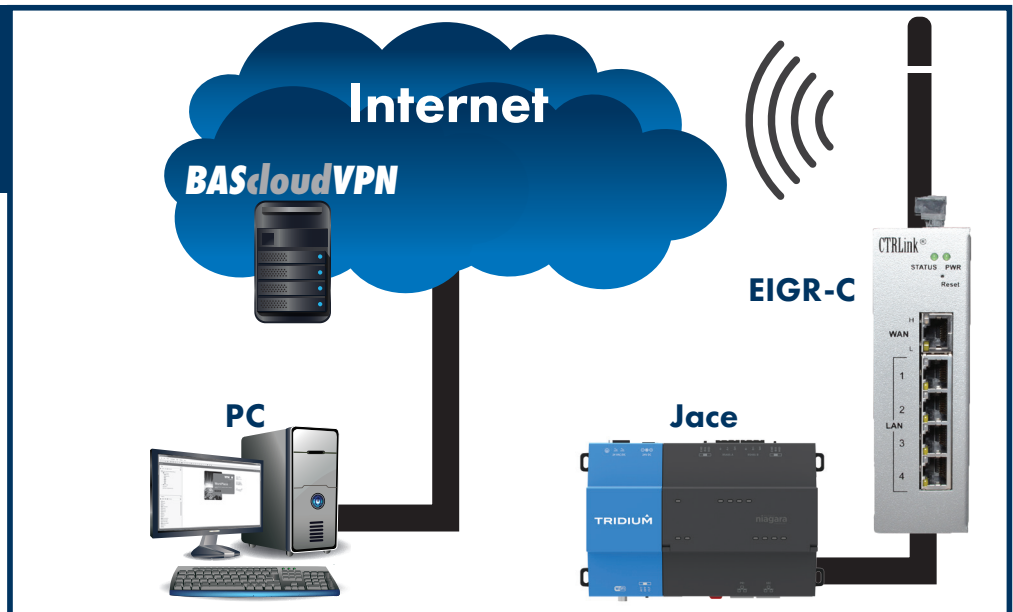 Internet
BAScloudVPN
CTRLink®
STATUS PWR
Reset
EIGR-C
H
WAN
L
1
2
LAN
3
4
PC
Jace
TRIDIUM
niagara